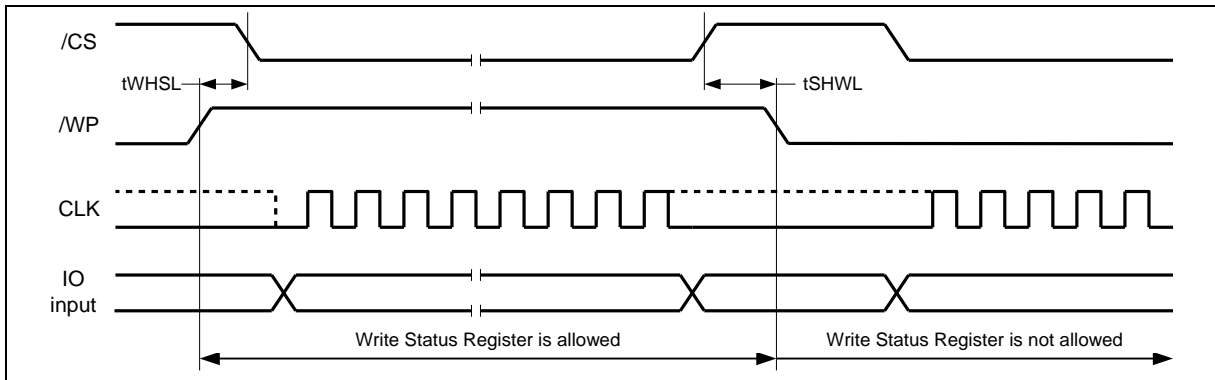 /CS
tWHSL
tSHWL
/WP
CLK
IO
input
Write Status Register is allowed
Write Status Register is not allowed